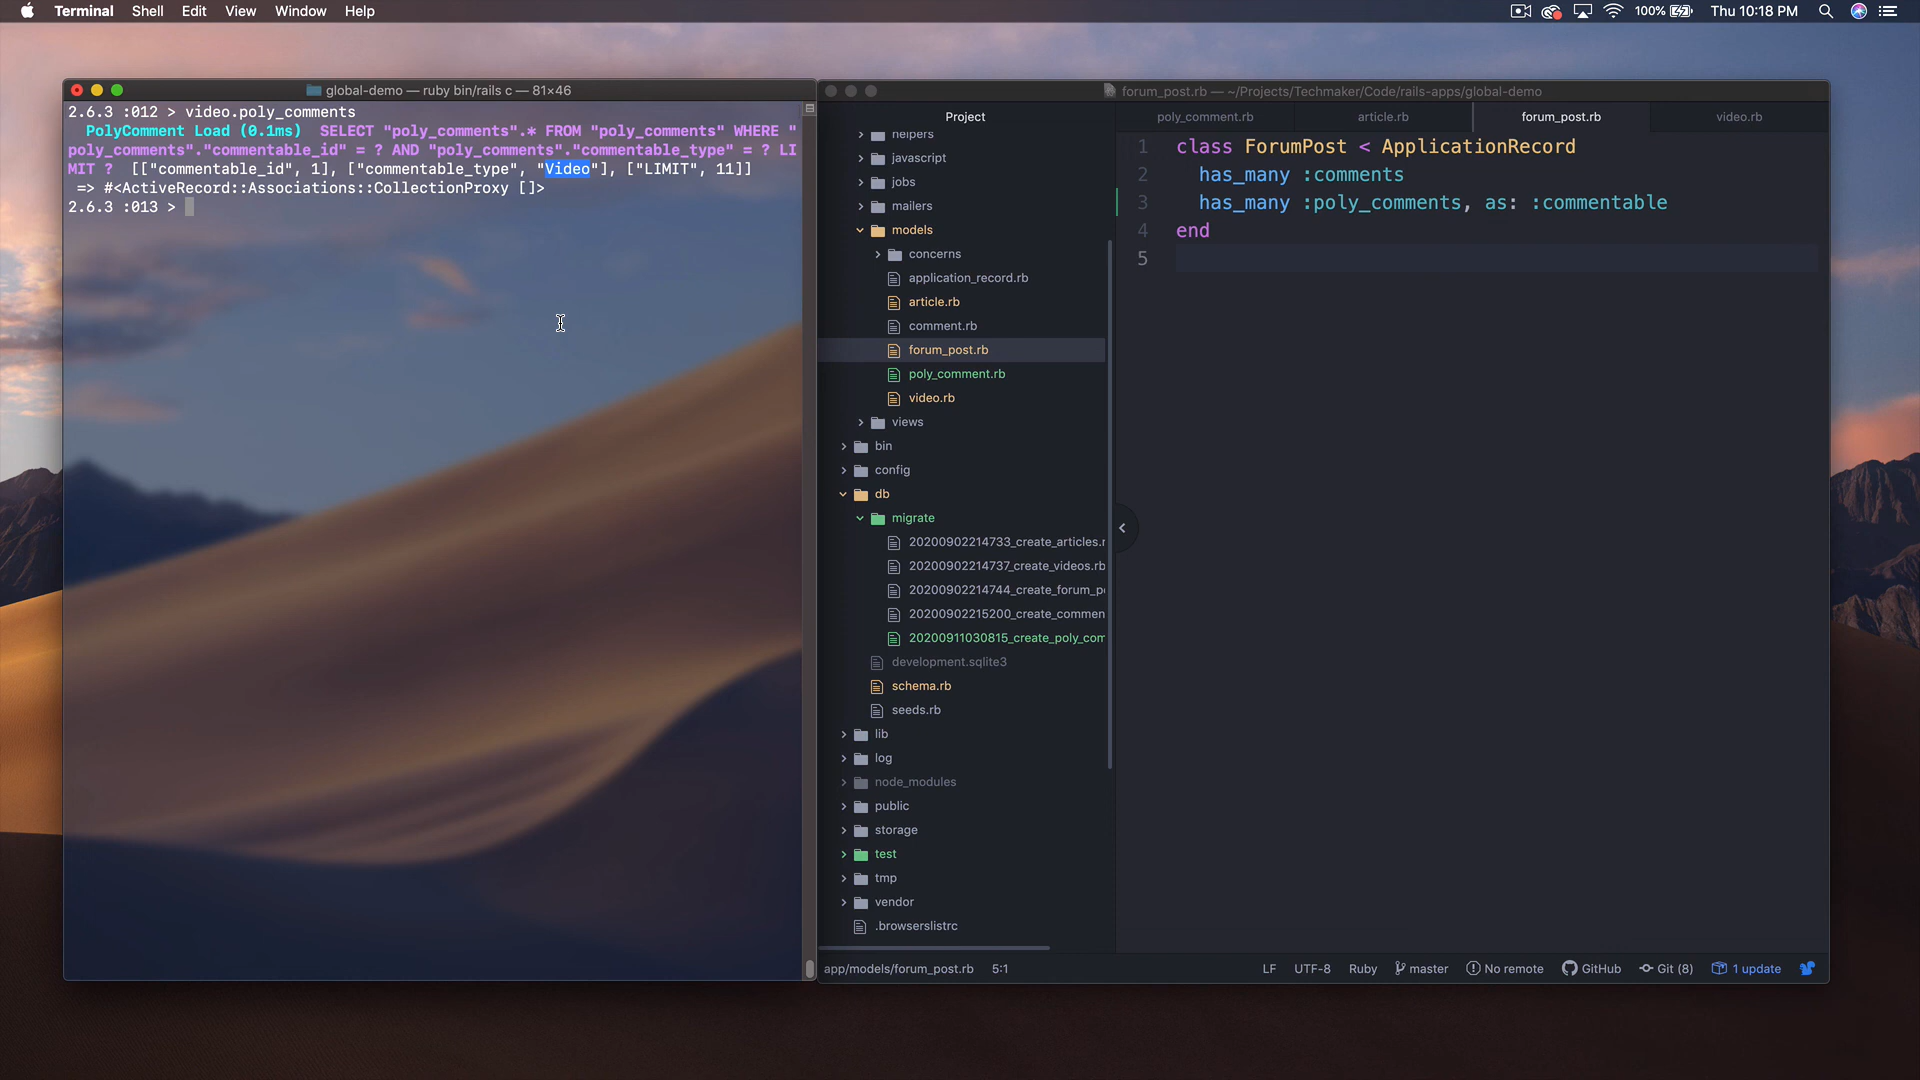 Terminal Shell Edit View Window Help
100% Thu 10:18 PM
global-demo — ruby bin/rails c — 81×46
2.6.3 :012 > video.poly_comments
PolyComment Load (0.1ms) SELECT "poly_comments".* FROM "poly_comments" WHERE "
poly_comments"."commentable_id" = ? AND "poly_comments"."commentable_type" = ? LI
MIT ? [["commentable_id", 1], ["commentable_type", "Video"], ["LIMIT", 11]]
=> #<ActiveRecord::Associations::CollectionProxy []>
2.6.3 :013 >
forum_post.rb — ~/Projects/Techmaker/Code/rails-apps/global-demo
Project
helpers
javascript
jobs
mailers
models
concerns
application_record.rb
article.rb
comment.rb
forum_post.rb
poly_comment.rb
video.rb
views
bin
config
db
migrate
20200902214733_create_articles.r
20200902214737_create_videos.rb
20200902214744_create_forum_p
20200902215200_create_commen
20200911030815_create_poly_com
development.sqlite3
schema.rb
seeds.rb
lib
log
node_modules
public
storage
test
tmp
vendor
.browserslistrc
poly_comment.rb article.rb forum_post.rb video.rb
1 class ForumPost < ApplicationRecord
2 has_many :comments
3 has_many :poly_comments, as: :commentable
4 end
5
app/models/forum_post.rb 5:1 LF UTF-8 Ruby master No remote GitHub Git (8) 1 update